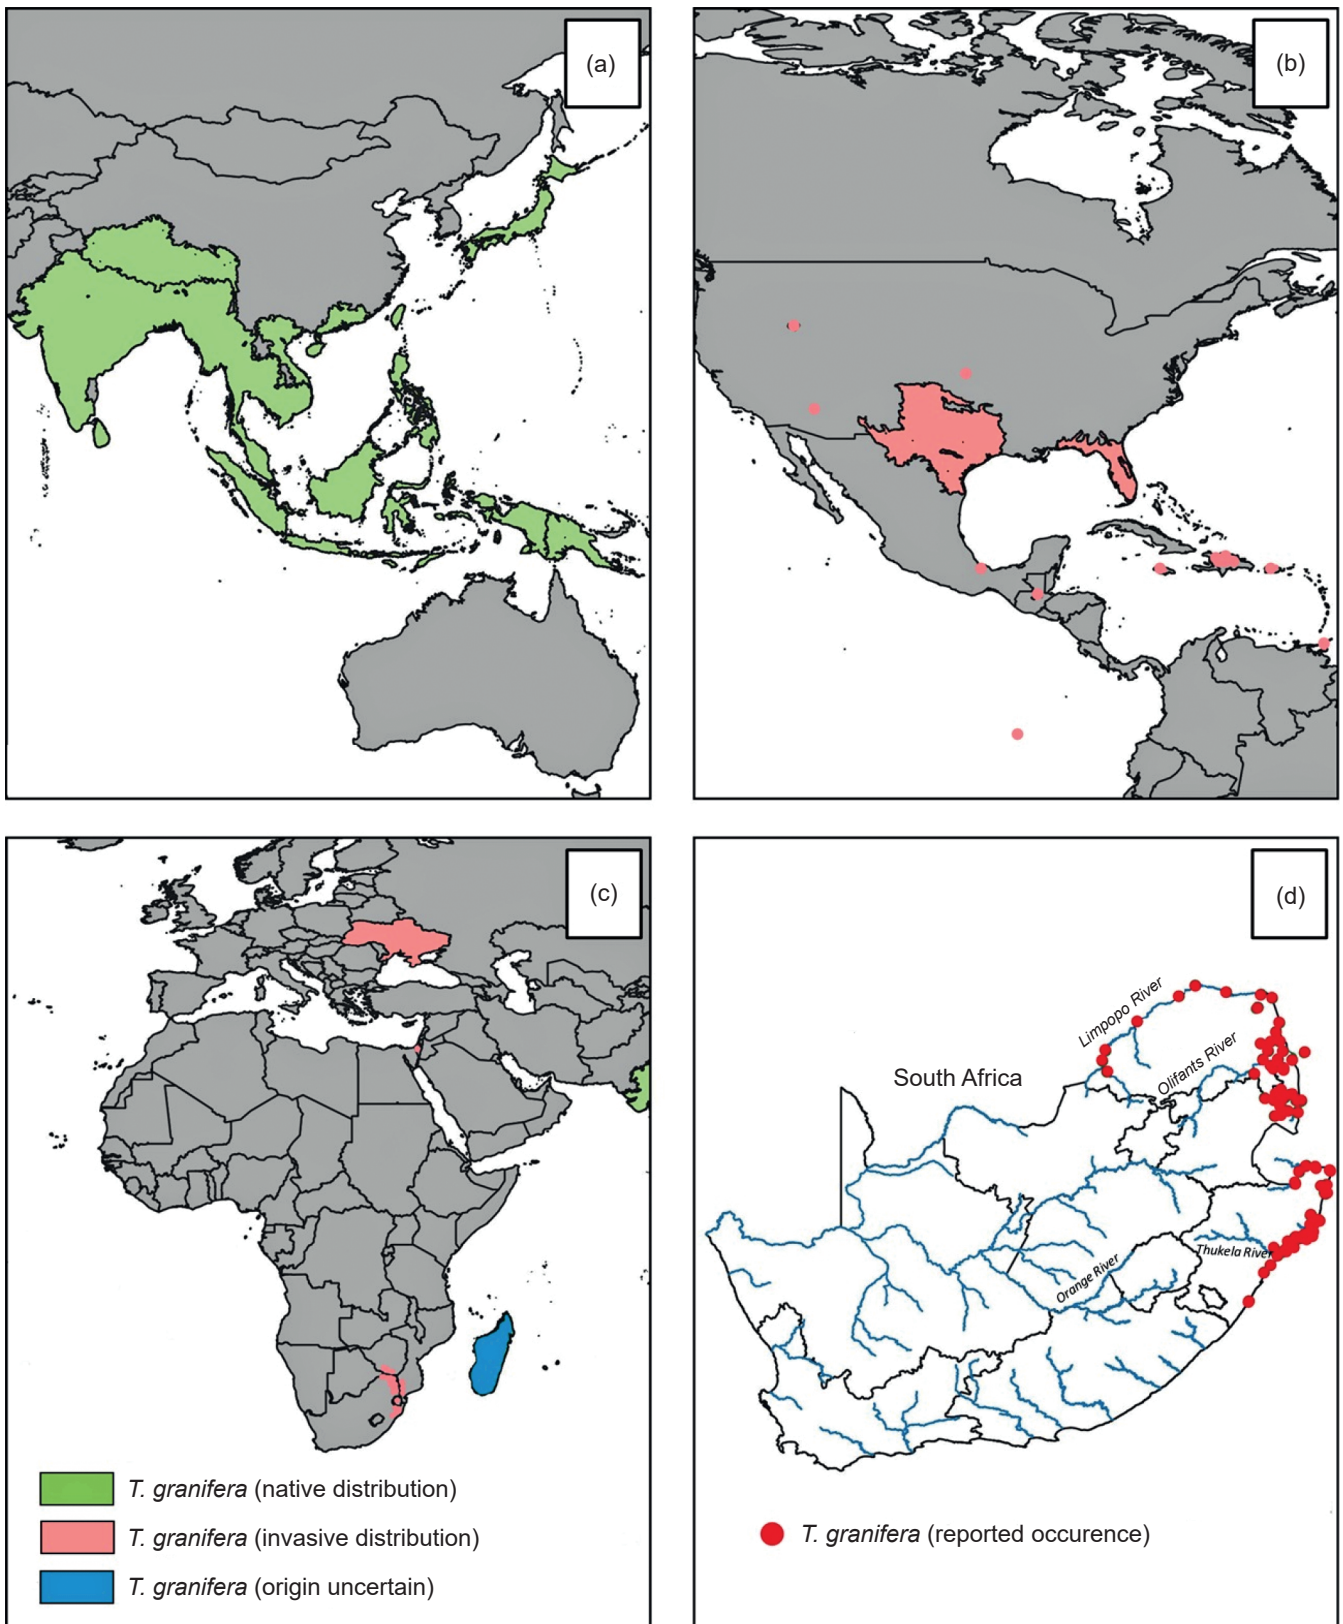 (a)
(b)
(c)
T. granifera (native distribution)
T. granifera (invasive distribution)
T. granifera (origin uncertain)
(d)
Limpopo River
Olifants River
South Africa
Thukela River
Orange River
T. granifera (reported occurence)